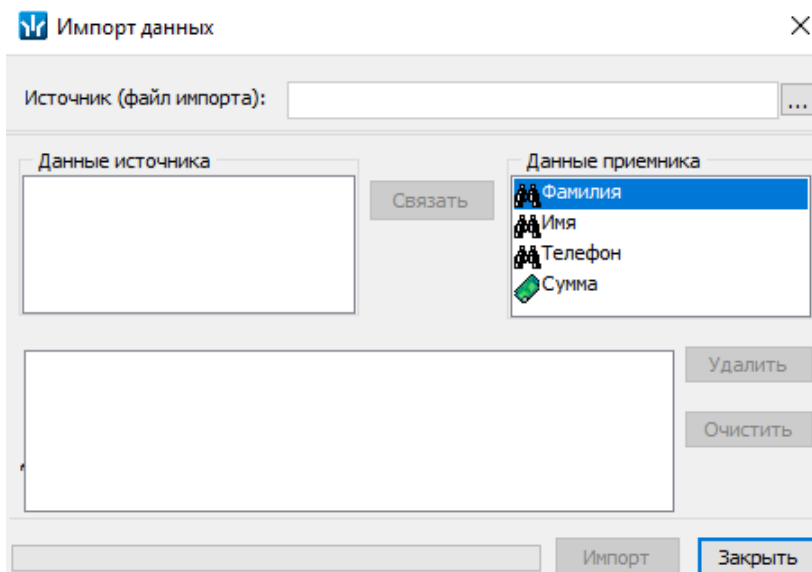 Импорт данных
Источник (файл импорта):
...
Данные источника
Связать
Данные приемника
Фамилия
Имя
Телефон
Сумма
Удалить
Очистить
Импорт
Закрыть